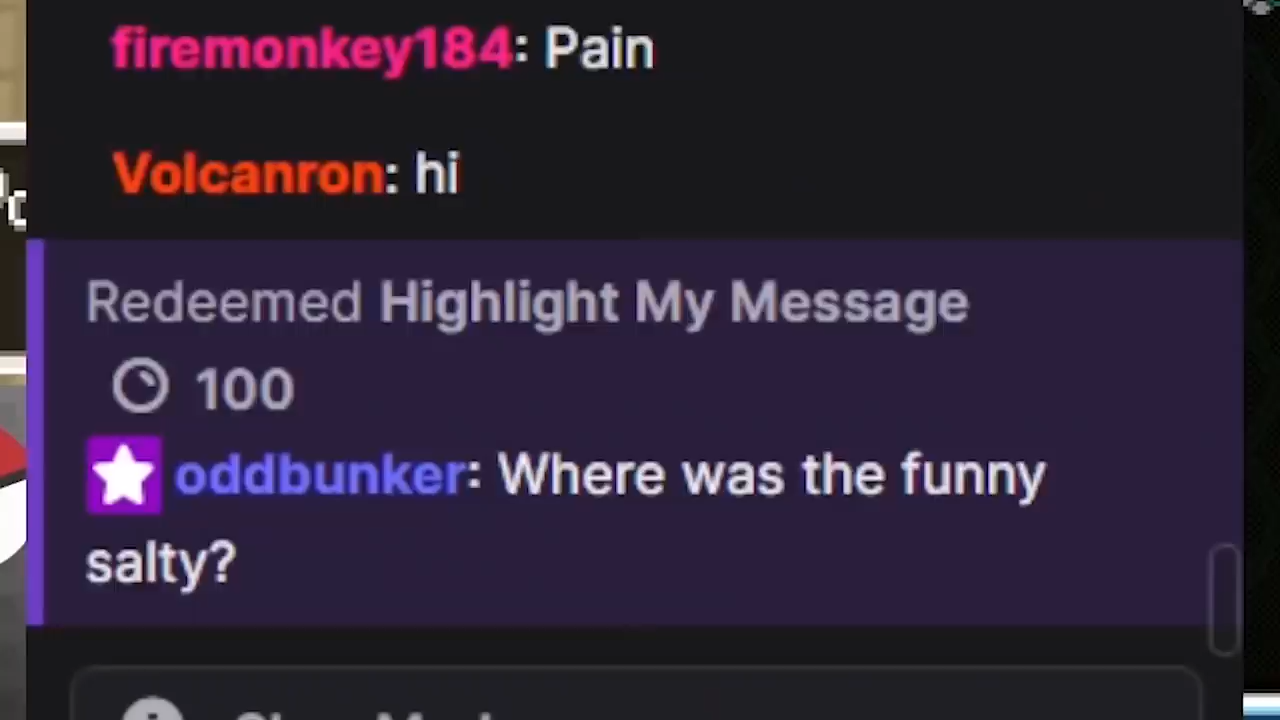 firemonkey184: Pain
Volcanron: hi
Redeemed Highlight My Message
100
oddbunker: Where was the funny
salty?